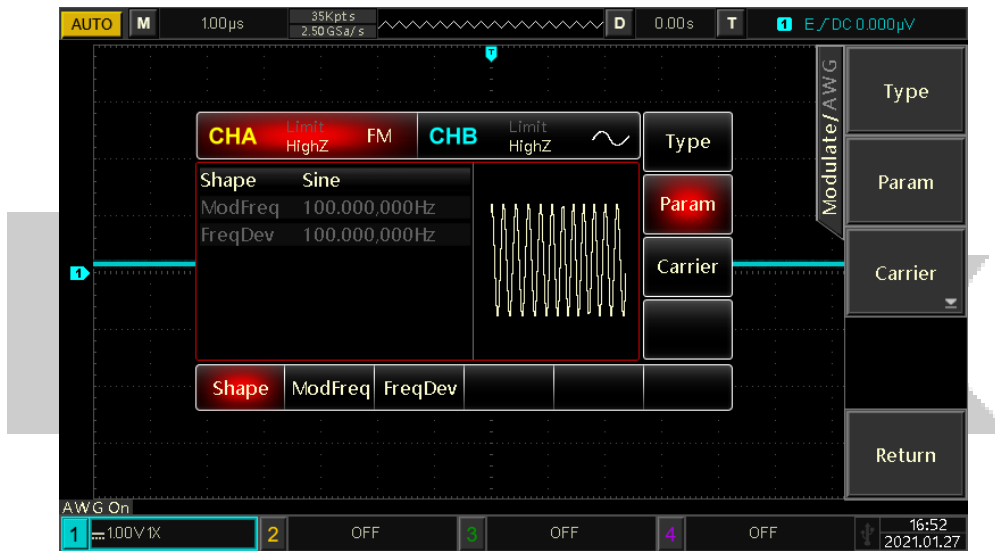 AUTO M 1.00μs 35Kpts D 0.00s T 1 E DC 0.000μV
2.50GSa/s
Modulate/AWG
Type
Param
Carrier
Return
CHA Limit FM CHB Limit
HighZ HighZ
Type
Param
Carrier
Shape Sine
ModFreq 100.000,000Hz
FreqDev 100.000,000Hz
Shape ModFreq FreqDev
1
AWG On
1 1.00V 1X 2 OFF 3 OFF 4 OFF 16:52
2021.01.27